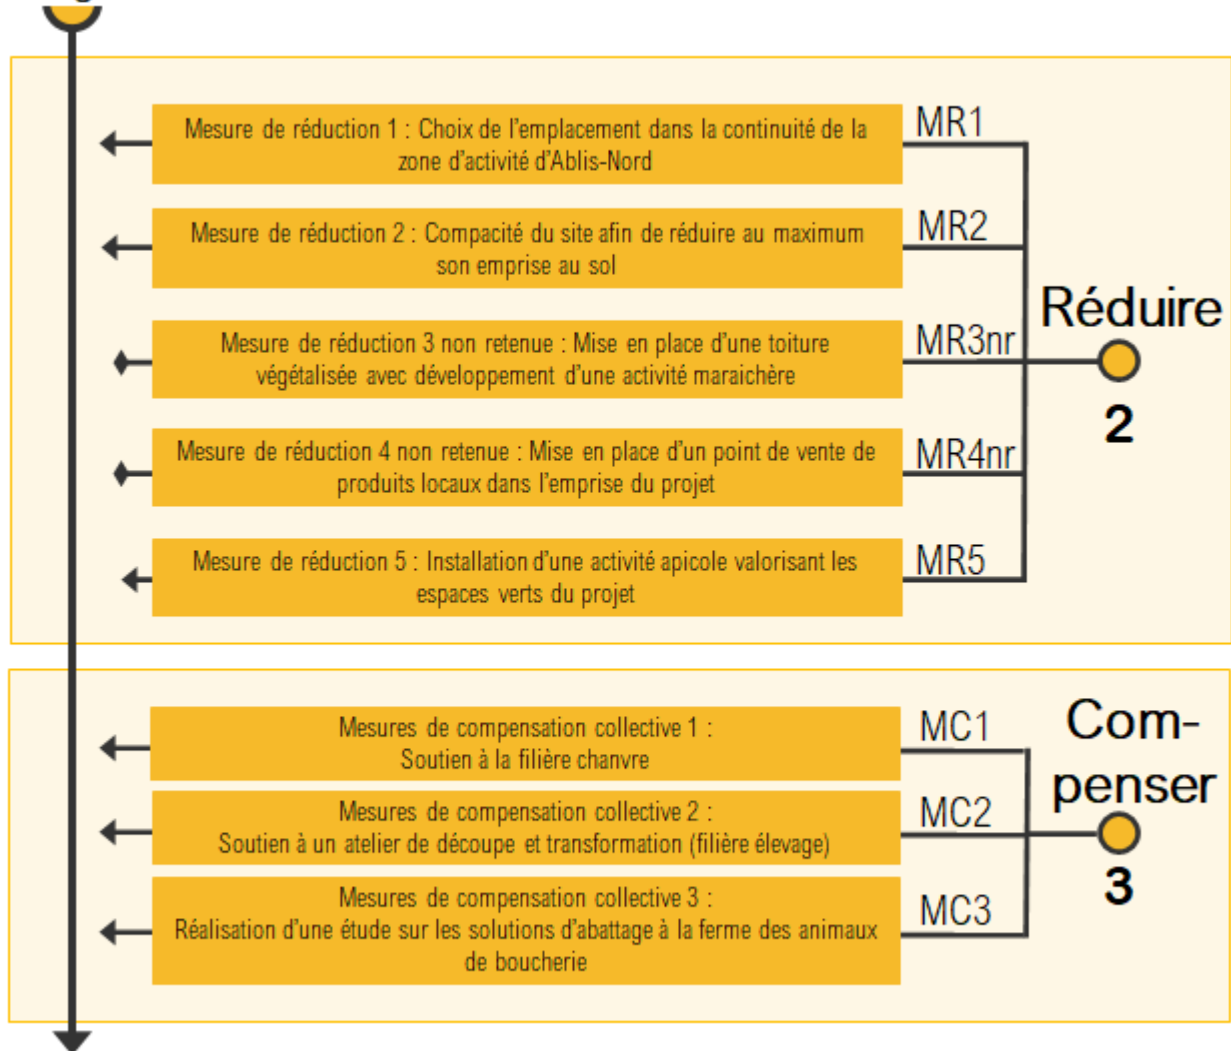 Mesure de réduction 1 : Choix de l'emplacement dans la continuité de la
zone d'activité d'Ablis-Nord
MR1
Mesure de réduction 2 : Compacité du site afin de réduire au maximum
son emprise au sol
MR2
Réduire
Mesure de réduction 3 non retenue : Mise en place d'une toiture
végétalisée avec développement d'une activité maraichère
MR3nr
2
Mesure de réduction 4 non retenue : Mise en place d'un point de vente de
produits locaux dans l'emprise du projet
MR4nr
Mesure de réduction 5 : Installation d'une activité apicole valorisant les
espaces verts du projet
MR5
Mesures de compensation collective 1 :
Soutien à la filière chanvre
MC1
Com-
penser
Mesures de compensation collective 2 :
Soutien à un atelier de découpe et transformation (filière élevage)
MC2
3
Mesures de compensation collective 3 :
Réalisation d'une étude sur les solutions d'abattage à la ferme des animaux
de boucherie
MC3